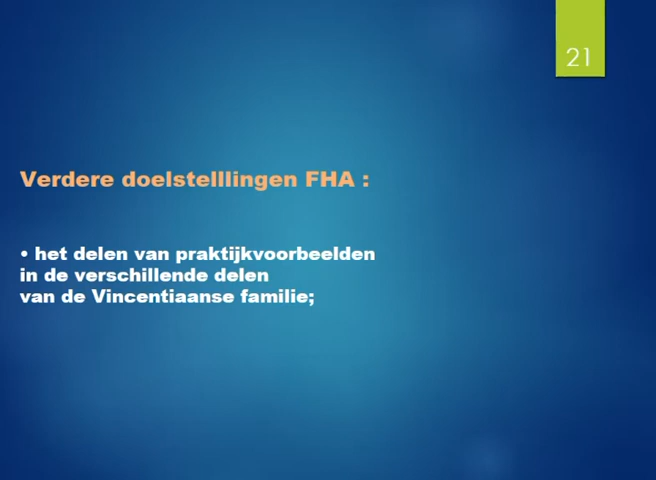 21
Verdere doelstelllingen FHA :
• het delen van praktijkvoorbeelden
in de verschillende delen
van de Vincentiaanse familie;